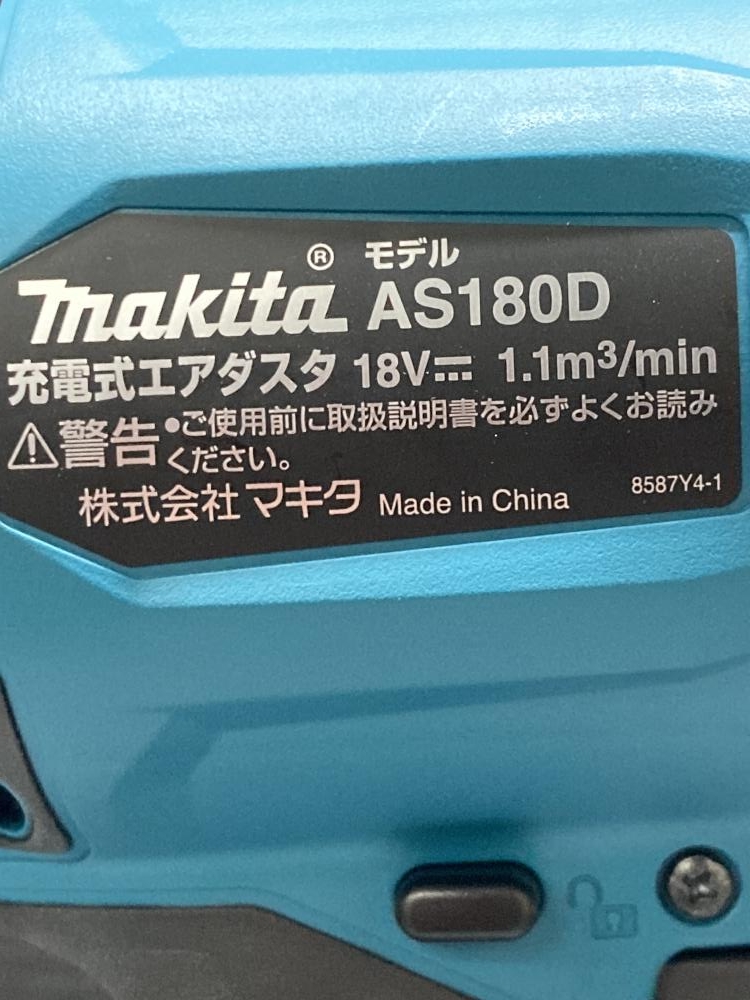 makita® モデル AS180D
充電式エアダスタ 18V⎓ 1.1m³/min
⚠警告 •ご使用前に取扱説明書を必ずよくお読み
ください。
株式会社マキタ Made in China 8587Y4-1